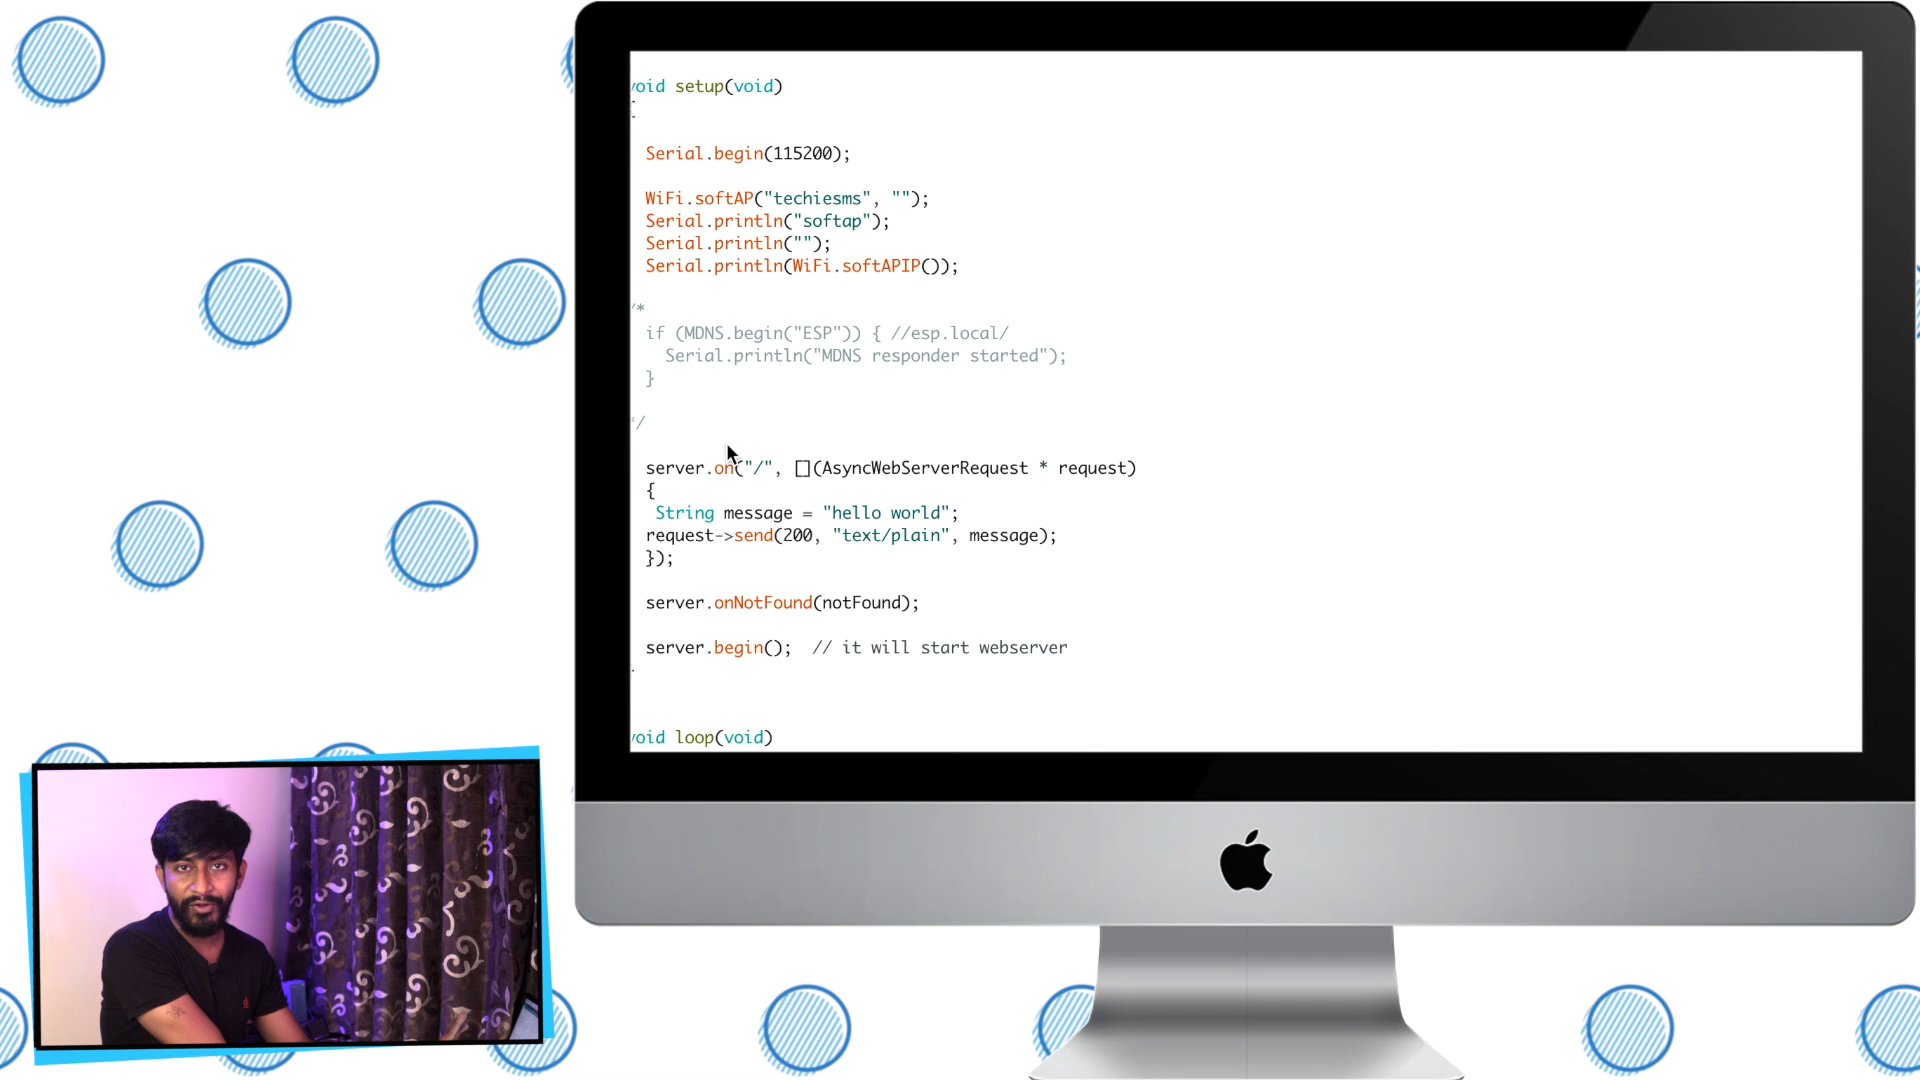 void setup(void)
{
Serial.begin(115200);
WiFi.softAP("techiesms", "");
Serial.println("softap");
Serial.println("");
Serial.println(WiFi.softAPIP());
/*
if (MDNS.begin("ESP")) { //esp.local/
Serial.println("MDNS responder started");
}
*/
server.on("/", [](AsyncWebServerRequest * request)
{
String message = "hello world";
request->send(200, "text/plain", message);
});
server.onNotFound(notFound);
server.begin();  // it will start webserver
void loop(void)